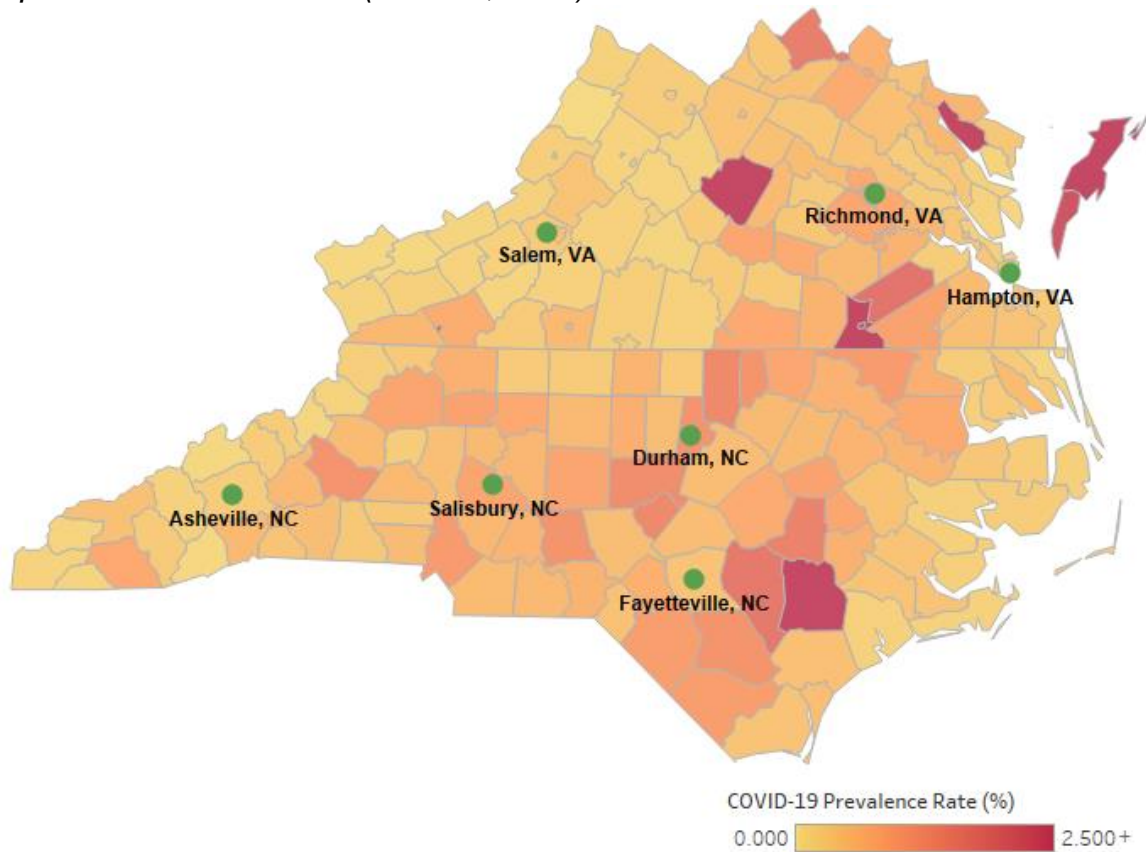 Richmond, VA
Salem, VA
Hampton, VA
Durham, NC
Salisbury, NC
Asheville, NC
Fayetteville, NC
COVID-19 Prevalence Rate (%)
0.000 2.500+